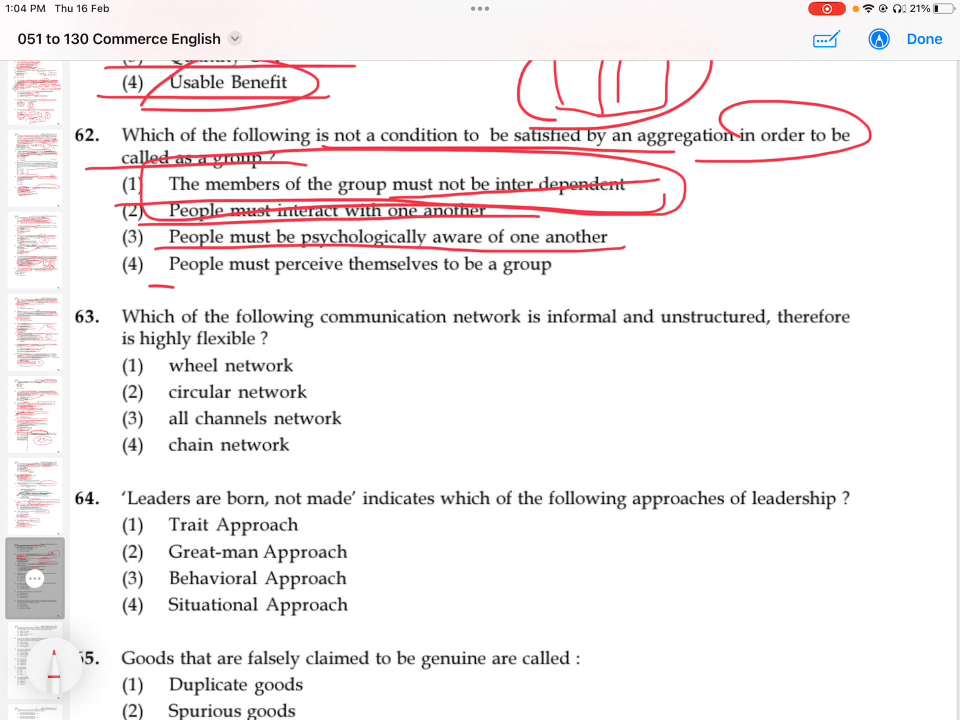 1:04 PM Thu 16 Feb
21%
051 to 130 Commerce English
Done
(4) Usable Benefit
62. Which of the following is not a condition to be satisfied by an aggregation in order to be
called as a group ?
(1) The members of the group must not be inter dependent
(2) People must interact with one another
(3) People must be psychologically aware of one another
(4) People must perceive themselves to be a group
63. Which of the following communication network is informal and unstructured, therefore
is highly flexible ?
(1) wheel network
(2) circular network
(3) all channels network
(4) chain network
64. ‘Leaders are born, not made’ indicates which of the following approaches of leadership ?
(1) Trait Approach
(2) Great-man Approach
(3) Behavioral Approach
(4) Situational Approach
5. Goods that are falsely claimed to be genuine are called :
(1) Duplicate goods
(2) Spurious goods